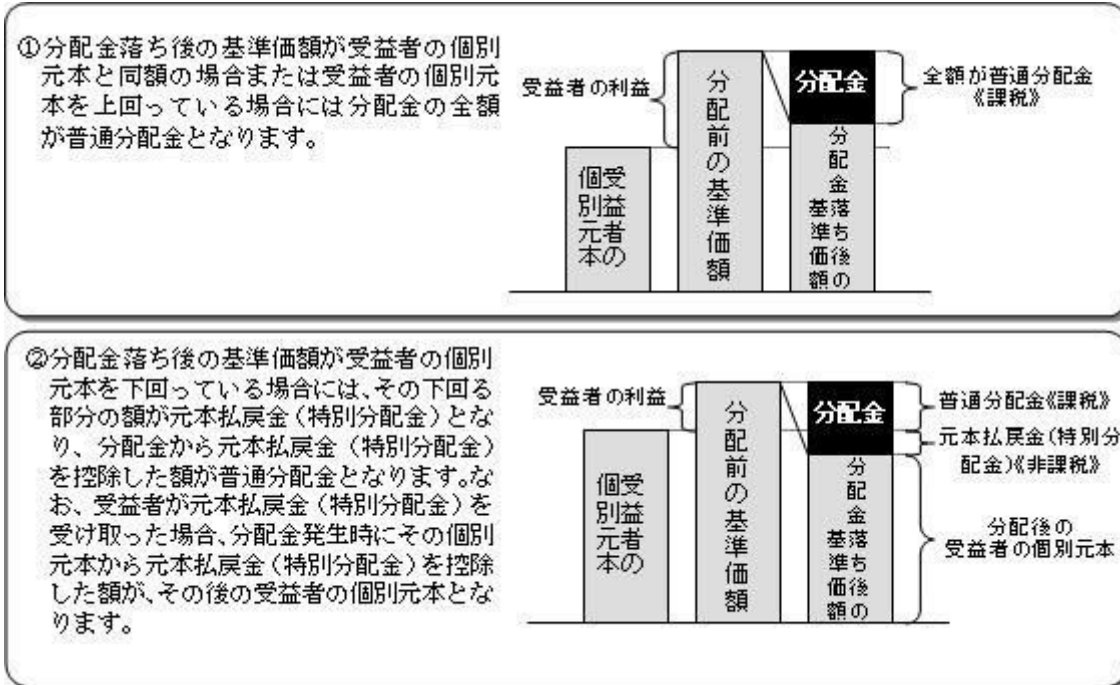 ①分配金落ち後の基準価額が受益者の個別
元本と同額の場合または受益者の個別元
本を上回っている場合には分配金の全額
が普通分配金となります。
受益者の利益
受益者の
個別元本
分配前の基準価額
分配金
分配金落ち後の
基準価額
全額が普通分配金
《課税》
②分配金落ち後の基準価額が受益者の個別
元本を下回っている場合には、その下回る
部分の額が元本払戻金(特別分配金)とな
り、分配金から元本払戻金(特別分配金)
を控除した額が普通分配金となります。な
お、受益者が元本払戻金(特別分配金)を
受け取った場合、分配金発生時にその個別
元本から元本払戻金(特別分配金)を控除
した額が、その後の受益者の個別元本とな
ります。
受益者の利益
受益者の
個別元本
分配前の基準価額
分配金
分配金落ち後の
基準価額
普通分配金《課税》
元本払戻金(特別分
配金)《非課税》
分配後の
受益者の個別元本